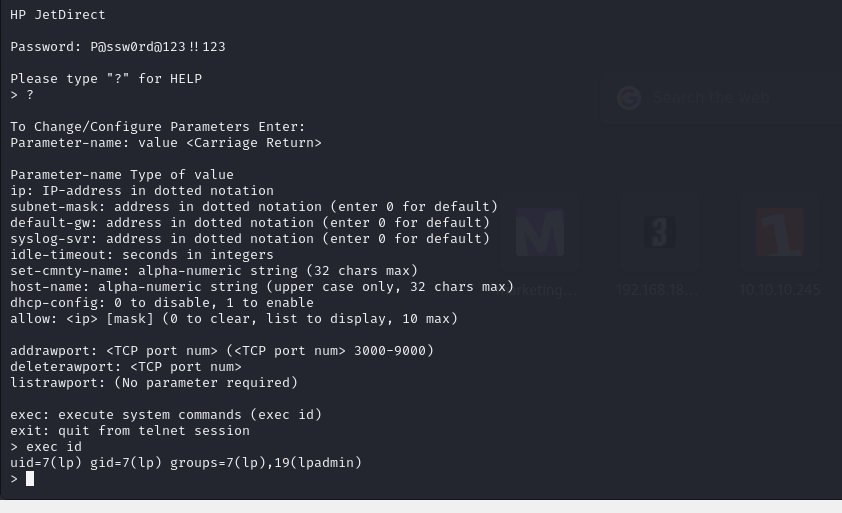 HP JetDirect
Password: P@ssw0rd@123!!123
Please type "?" for HELP
> ?
To Change/Configure Parameters Enter:
Parameter-name: value <Carriage Return>
Parameter-name Type of value
ip: IP-address in dotted notation
subnet-mask: address in dotted notation (enter 0 for default)
default-gw: address in dotted notation (enter 0 for default)
syslog-svr: address in dotted notation (enter 0 for default)
idle-timeout: seconds in integers
set-cmnty-name: alpha-numeric string (32 chars max)
host-name: alpha-numeric string (upper case only, 32 chars max)
dhcp-config: 0 to disable, 1 to enable
allow: <ip> [mask] (0 to clear, list to display, 10 max)
addrawport: <TCP port num> (<TCP port num> 3000-9000)
deleterawport: <TCP port num>
listrawport: (No parameter required)
exec: execute system commands (exec id)
exit: quit from telnet session
> exec id
uid=7(lp) gid=7(lp) groups=7(lp),19(lpadmin)
>
Search the web
M
3
1
192.168.18...
10.10.10.245